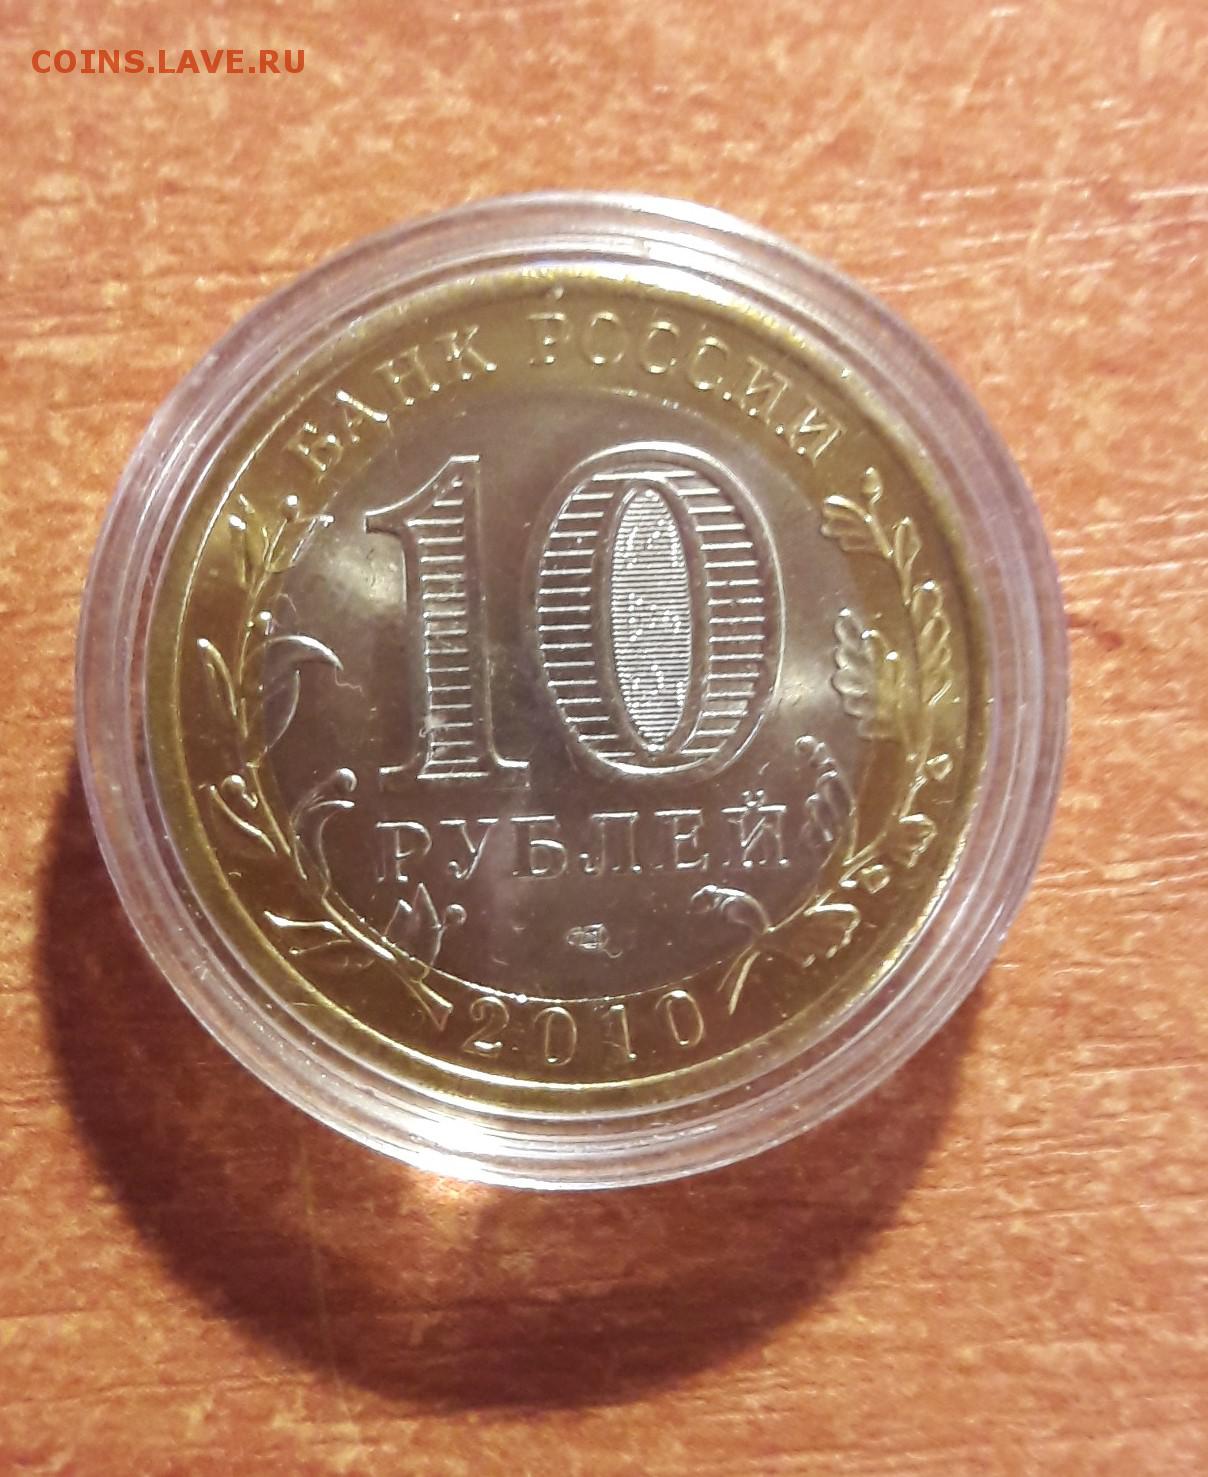 COINS.LAVE.RU
БАНК РОССИИ
10
РУБЛЕЙ
2010